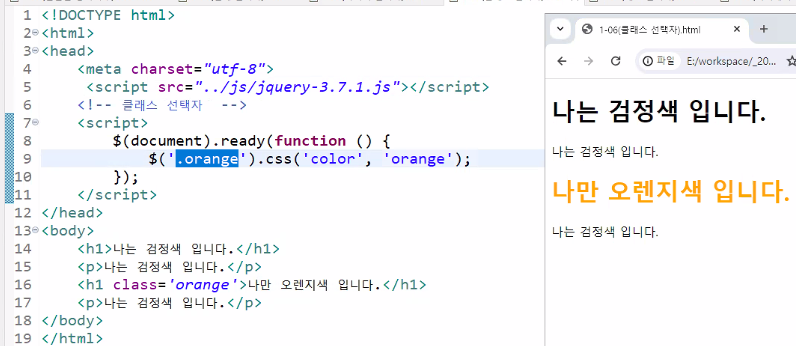 1 <!DOCTYPE html>
2 <html>
3 <head>
4 <meta charset="utf-8">
5 <script src="../js/jquery-3.7.1.js"></script>
6 <!-- 클래스 선택자 -->
7 <script>
8 $(document).ready(function () {
9 $('.orange').css('color', 'orange');
10 });
11 </script>
12 </head>
13 <body>
14 <h1>나는 검정색 입니다.</h1>
15 <p>나는 검정색 입니다.</p>
16 <h1 class='orange'>나만 오렌지색 입니다.</h1>
17 <p>나는 검정색 입니다.</p>
18 </body>
19 </html>
1-06(클래스 선택자).html
파일 E:/workspace/_20...
나는 검정색 입니다.
나는 검정색 입니다.
나만 오렌지색 입니다.
나는 검정색 입니다.